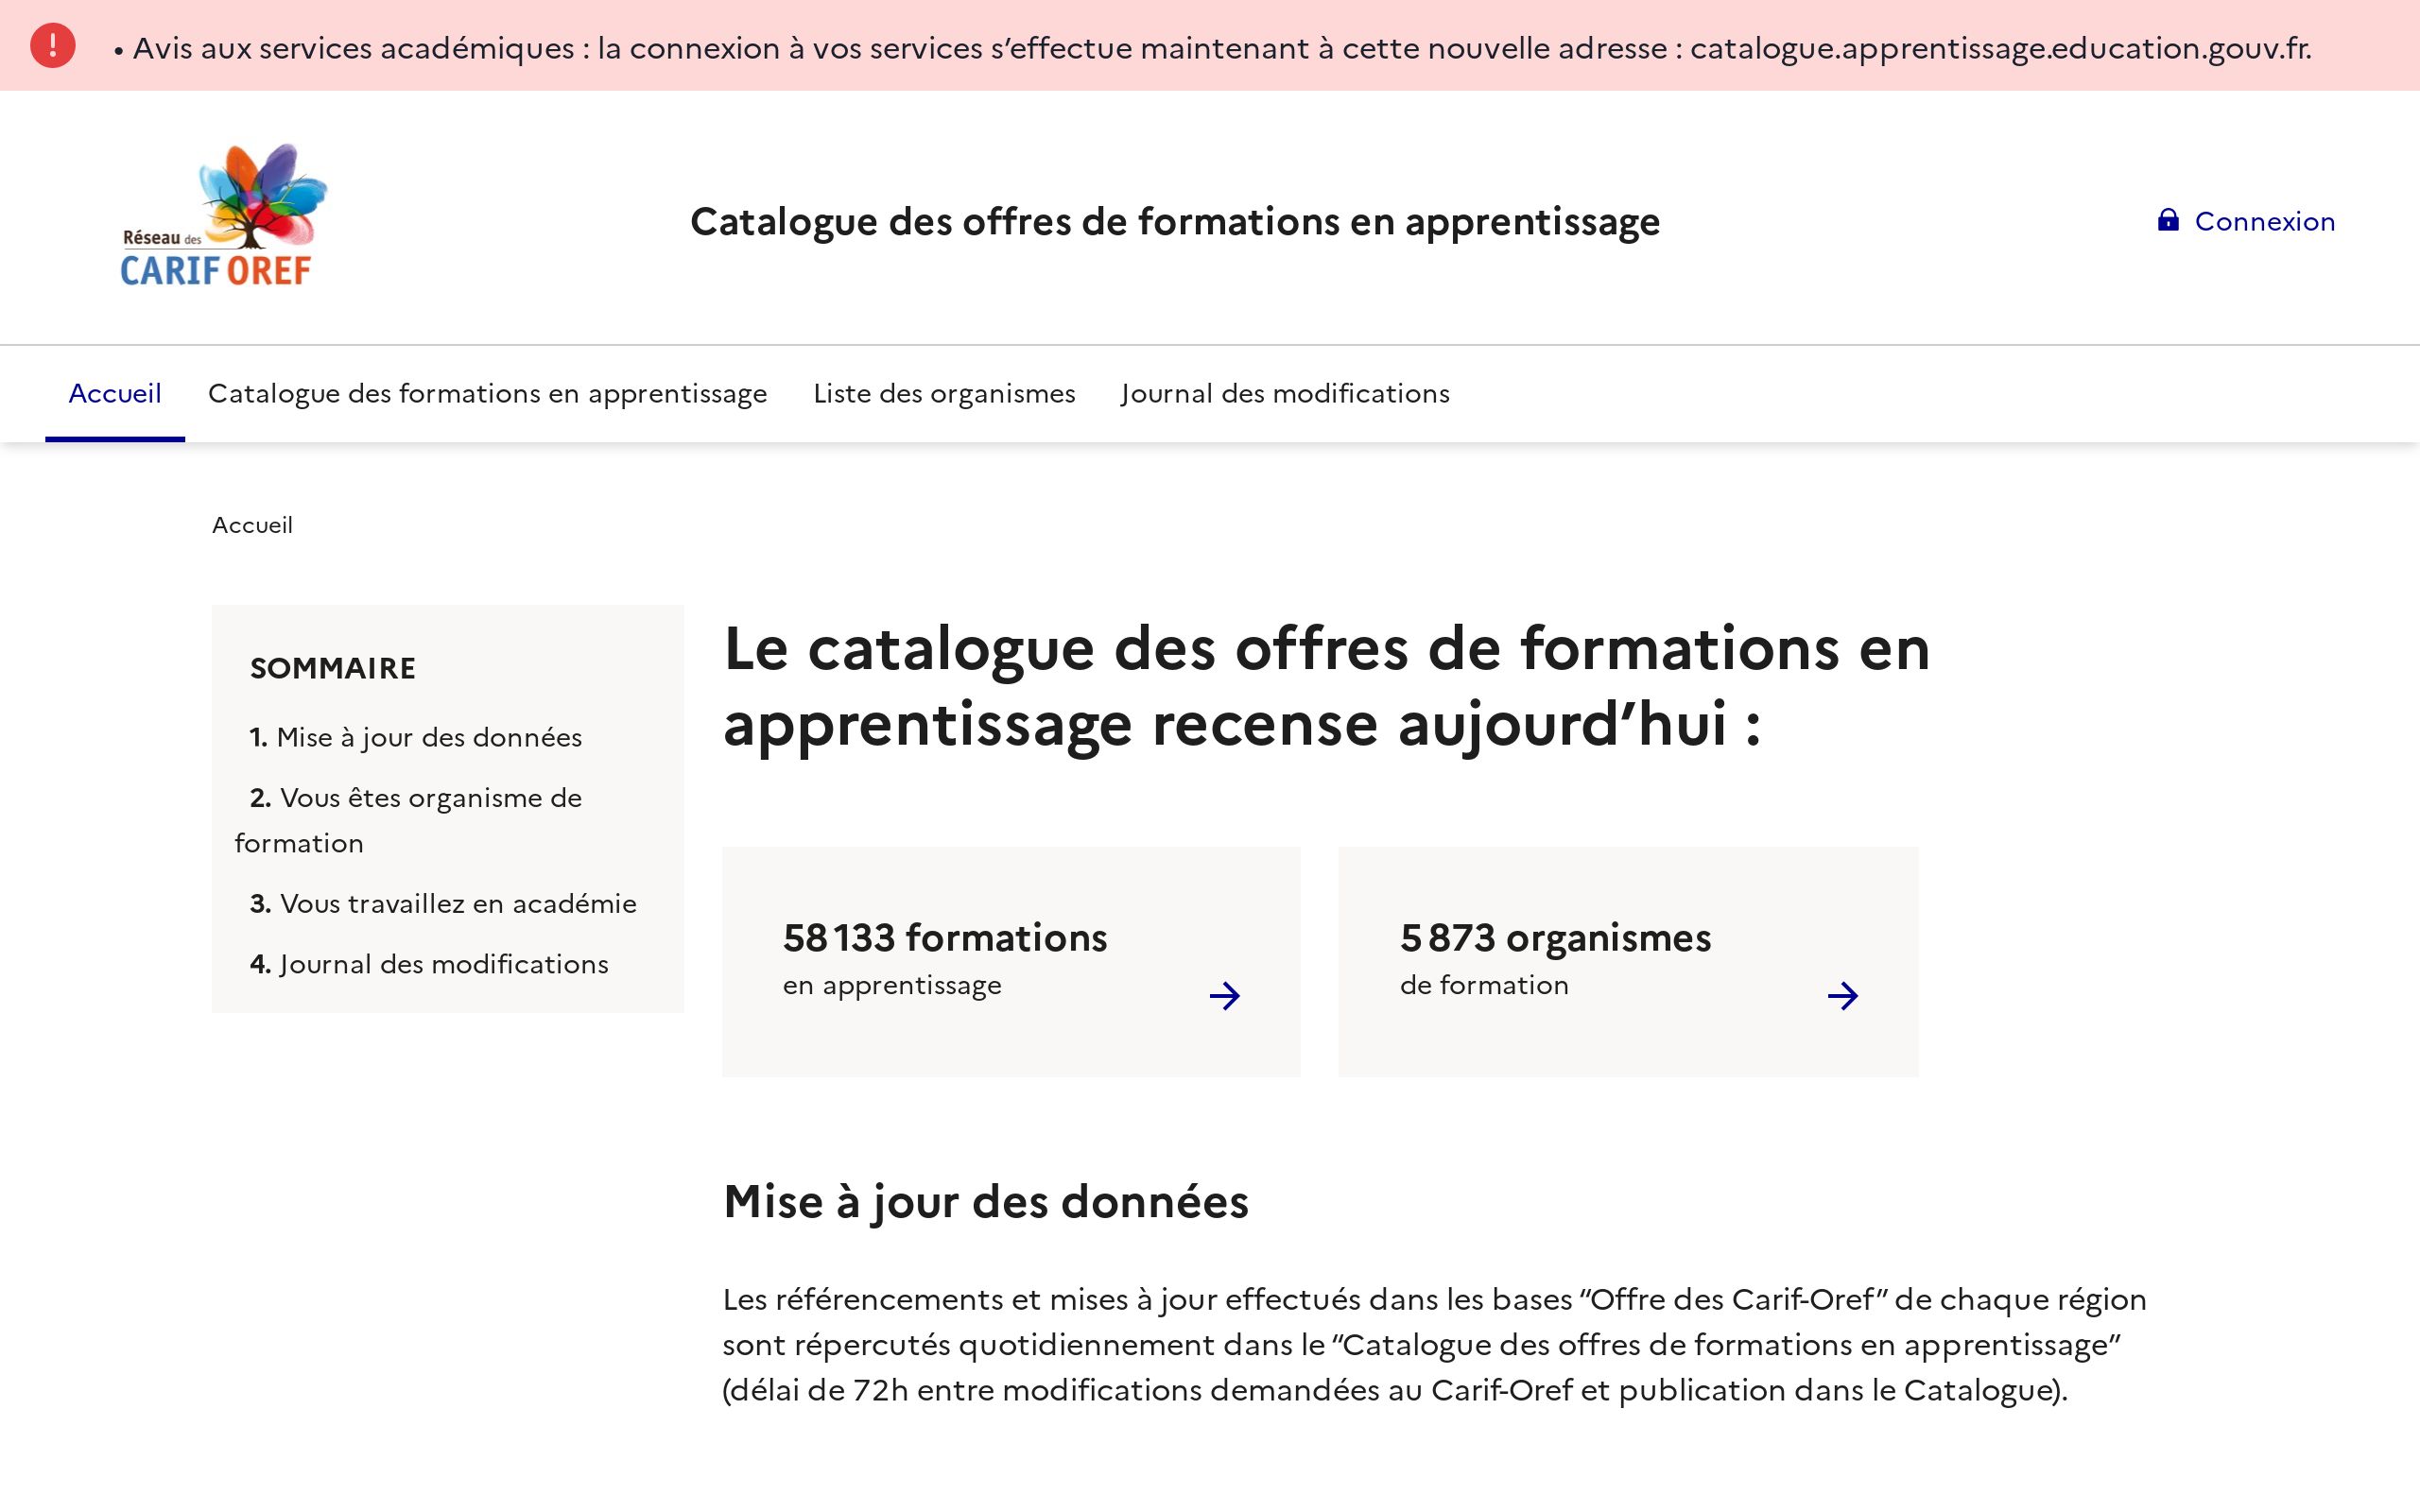 • Avis aux services académiques : la connexion à vos services s’effectue maintenant à cette nouvelle adresse : catalogue.apprentissage.education.gouv.fr.
Réseau des
CARIF OREF
Catalogue des offres de formations en apprentissage
Connexion
Accueil
Catalogue des formations en apprentissage
Liste des organismes
Journal des modifications
Accueil
SOMMAIRE
1. Mise à jour des données
2. Vous êtes organisme de
formation
3. Vous travaillez en académie
4. Journal des modifications
Le catalogue des offres de formations en
apprentissage recense aujourd’hui :
58 133 formations
en apprentissage
5 873 organismes
de formation
Mise à jour des données
Les référencements et mises à jour effectués dans les bases “Offre des Carif-Oref” de chaque région
sont répercutés quotidiennement dans le “Catalogue des offres de formations en apprentissage”
(délai de 72h entre modifications demandées au Carif-Oref et publication dans le Catalogue).